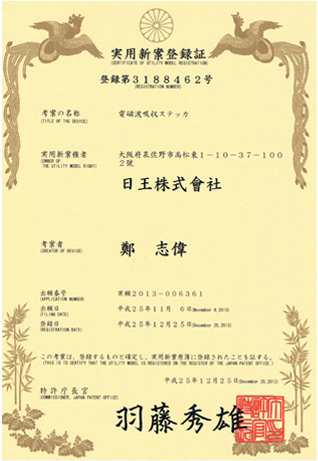 実用新案登録証
(CERTIFICATE OF UTILITY MODEL REGISTRATION)
登録第3188462号
(REGISTRATION NUMBER)
考案の名称
(TITLE OF THE DEVICE)
電磁波吸収ステッカ
実用新案権者
(OWNER OF THE UTILITY MODEL RIGHT)
大阪府泉佐野市高松東1-10-37-100
2號
日王株式會社
考案者
(CREATOR OF DEVICE)
鄭 志偉
出願番号
(APPLICATION NUMBER)
実願2013-006361
出願日
(FILING DATE)
平成25年11月 6日(November 6,2013)
登録日
(REGISTRATION DATE)
平成25年12月25日(December 25,2013)
この考案は、登録するものと確定し、実用新案原簿に登録されたことを証する。
(THIS IS TO CERTIFY THAT THE UTILITY MODEL IS REGISTERED ON THE REGISTER OF THE JAPAN PATENT OFFICE.)
平成25年12月25日(December 25,2013)
特許庁長官
(COMMISSIONER, JAPAN PATENT OFFICE)
羽藤秀雄